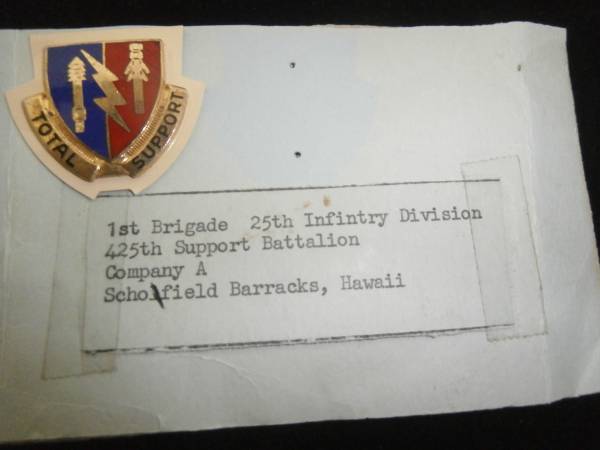 TOTAL SUPPORT
1st Brigade 25th Infintry Division
425th Support Battalion
Company A
Scholfield Barracks, Hawaii